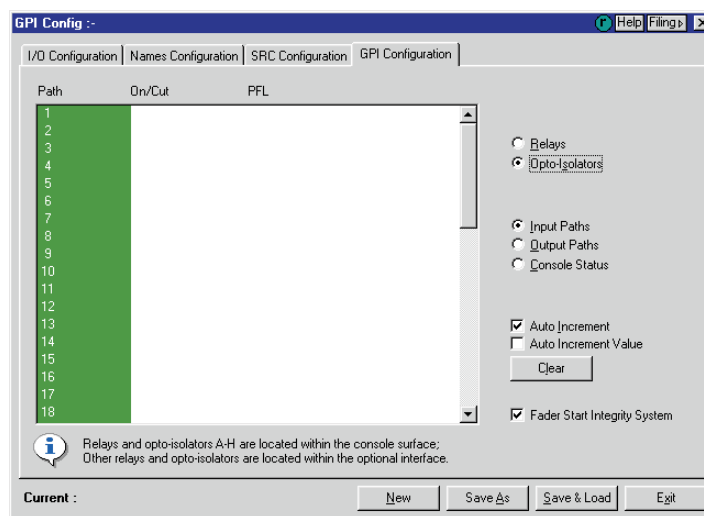 GPI Config :-
r Help Filing
I/O Configuration Names Configuration SRC Configuration GPI Configuration
Path On/Cut PFL
1
2
3
4
5
6
7
8
9
10
11
12
13
14
15
16
17
18
Relays
Opto-Isolators
Input Paths
Output Paths
Console Status
Auto Increment
Auto Increment Value
Clear
Fader Start Integrity System
Relays and opto-isolators A-H are located within the console surface;
Other relays and opto-isolators are located within the optional interface.
Current :
New Save As Save & Load Exit